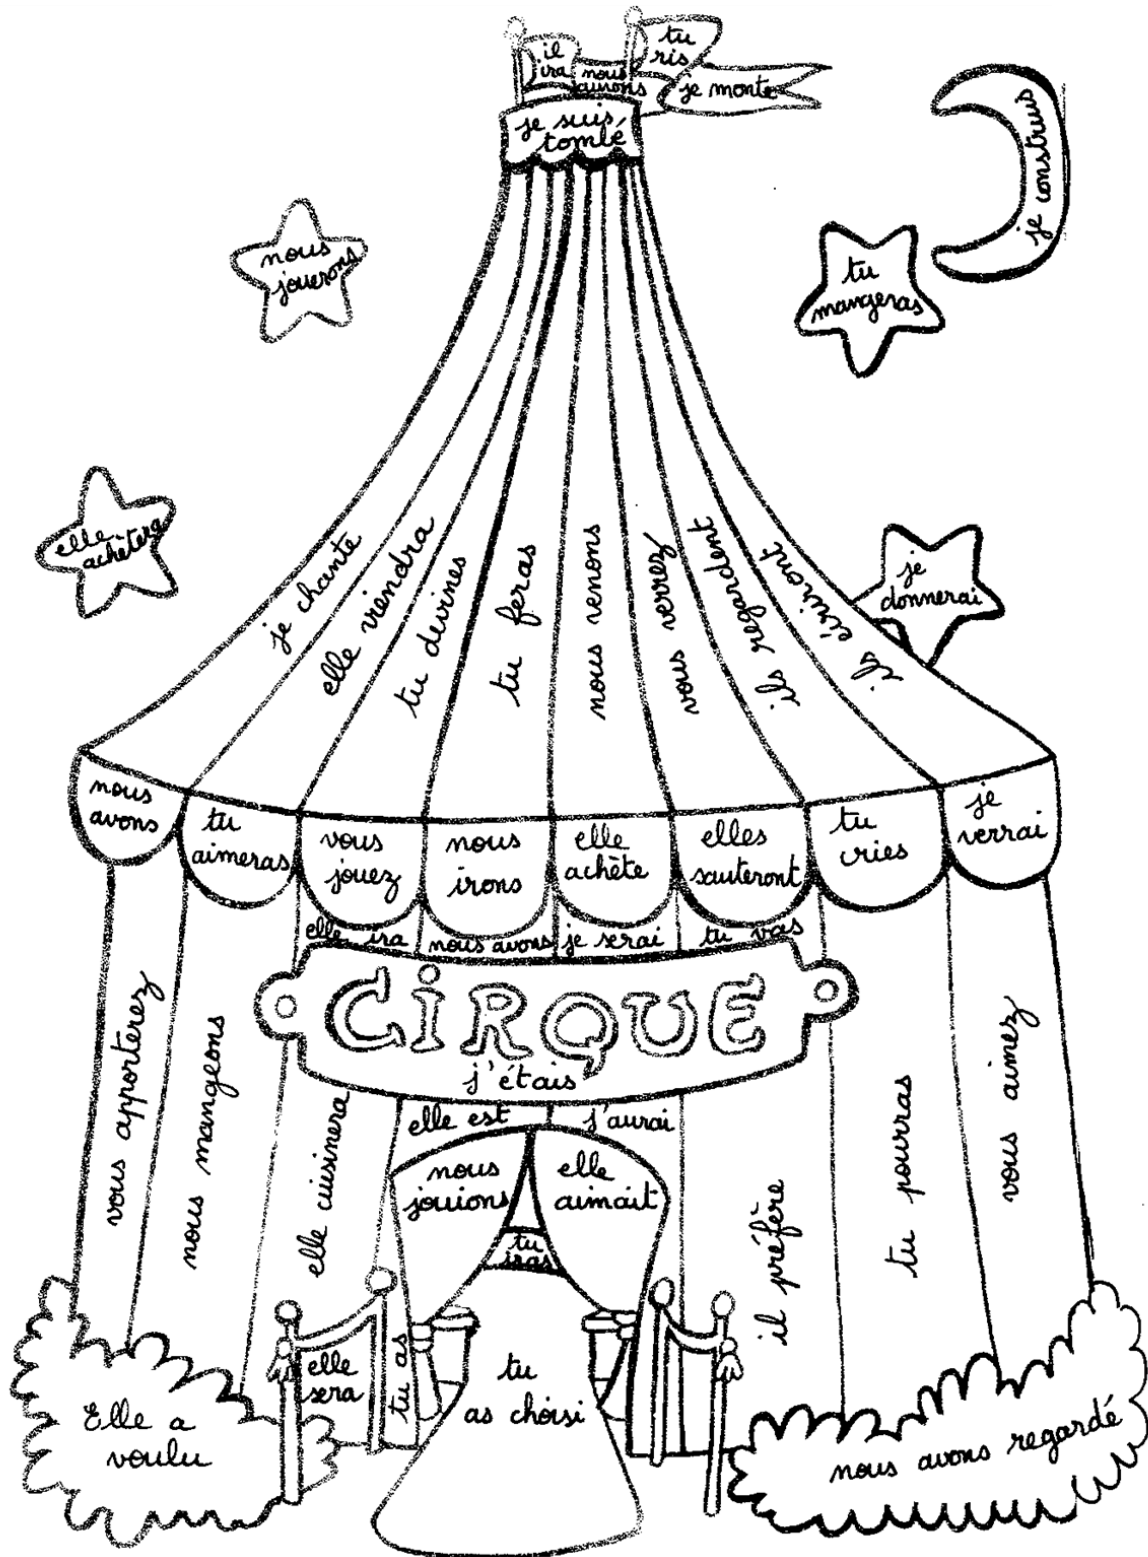 il
ira
nous
aurons
tu
ris
je monte
je suis
tombé
je construis
nous
jouerons
tu
mangeras
elle
achètera
je
donnerai
je chante
elle viendra
tu devines
tu feras
nous venons
vous verrez
ils regardent
ils écriront
nous
avons
tu
aimeras
vous
jouez
nous
irons
elle
achète
elles
sauteront
tu
cries
je
verrai
elle ira
nous avons
je serai
tu vas
CiRQUE
j'étais
vous apporterez
nous mangeons
elle cuisinera
elle est
j'aurai
nous
jouions
elle
aimait
tu
iras
il préfère
tu pourras
vous aimez
elle
sera
tu as
tu
as choisi
Elle a
voulu
nous avons regardé